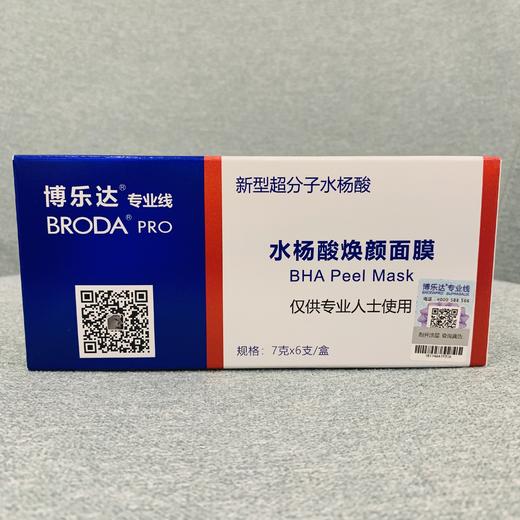 博乐达® 专业线
BRODA® PRO
新型超分子水杨酸
水杨酸焕颜面膜
BHA Peel Mask
仅供专业人士使用
规格：7克x6支/盒
博乐达®专业线